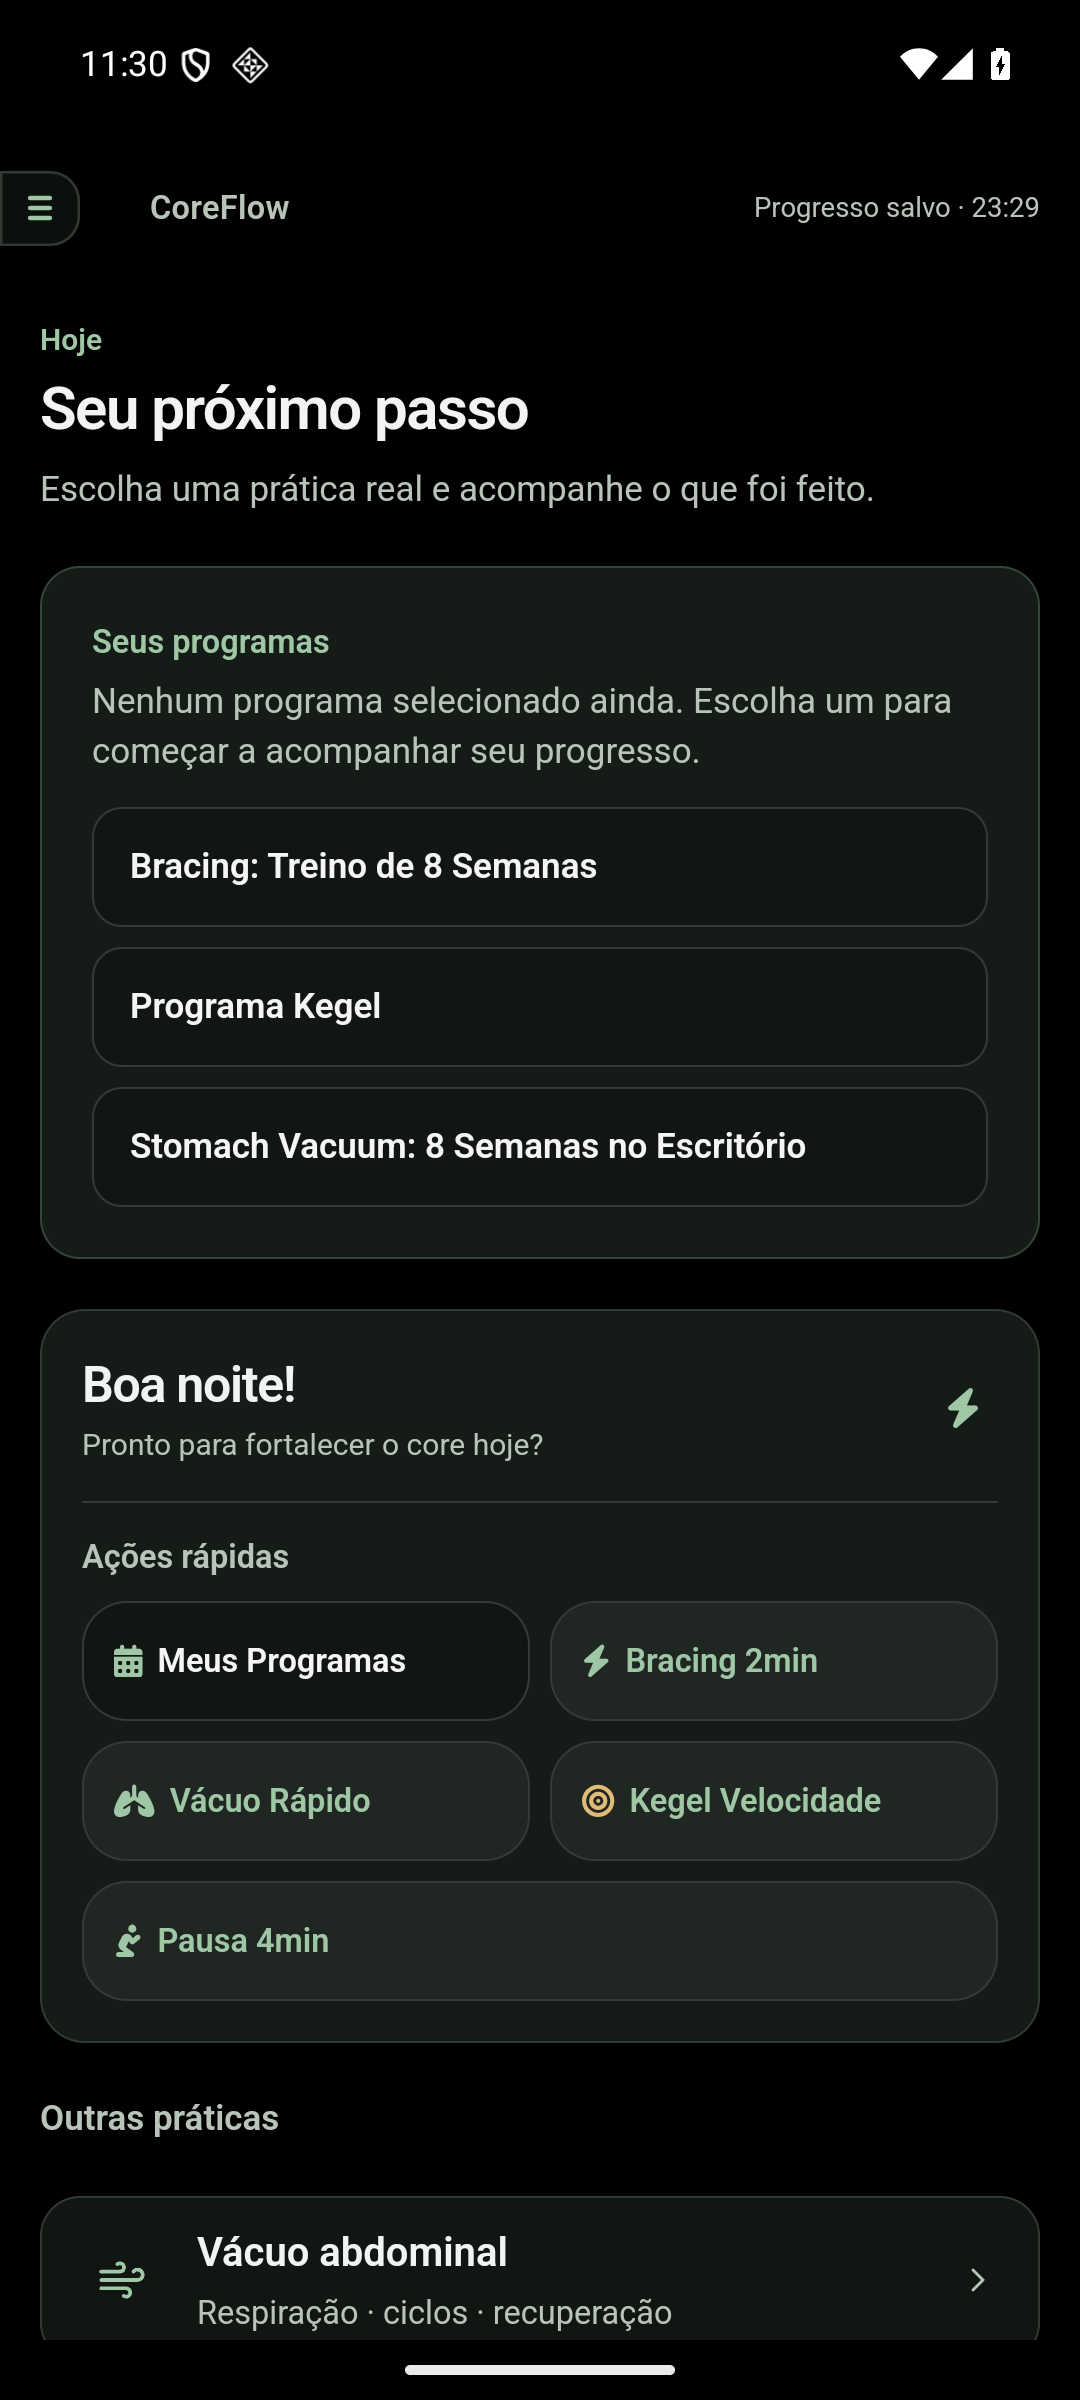 11:30
CoreFlow
Progresso salvo · 23:29
Hoje
Seu próximo passo
Escolha uma prática real e acompanhe o que foi feito.
Seus programas
Nenhum programa selecionado ainda. Escolha um para
começar a acompanhar seu progresso.
Bracing: Treino de 8 Semanas
Programa Kegel
Stomach Vacuum: 8 Semanas no Escritório
Boa noite!
Pronto para fortalecer o core hoje?
Ações rápidas
Meus Programas
Bracing 2min
Vácuo Rápido
Kegel Velocidade
Pausa 4min
Outras práticas
Vácuo abdominal
Respiração · ciclos · recuperação